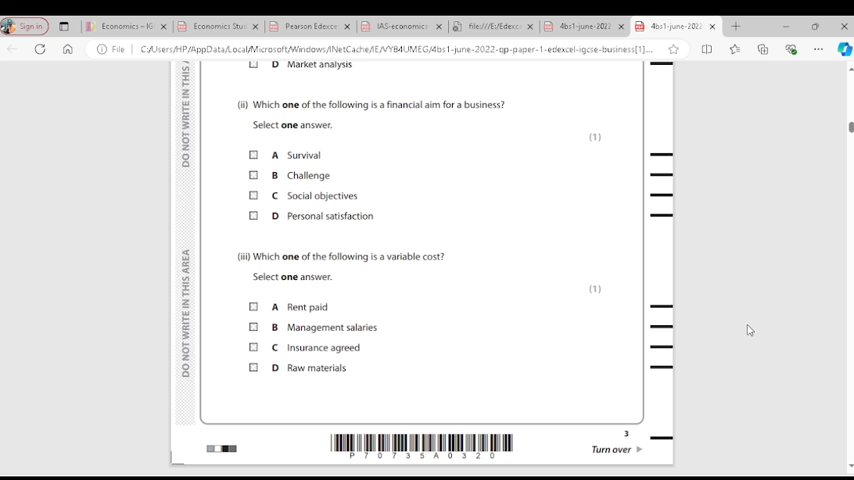 Sign in
Economics – Ki
Economics Stud
Pearson Edexcel
IAS-economics
file:///E:/Edexc
4bs1-june-2022
4bs1-june-2022
File
C:/Users/HP/AppData/Local/Microsoft/Windows/INetCache/IE/VY84UMEG/4bs1-june-2022-qp-paper-1-edexcel-igcse-business[1]....
DO NOT WRITE IN THIS A
D Market analysis
(ii) Which one of the following is a financial aim for a business?
Select one answer.
(1)
A Survival
B Challenge
C Social objectives
D Personal satisfaction
DO NOT WRITE IN THIS AREA
(iii) Which one of the following is a variable cost?
Select one answer.
(1)
A Rent paid
B Management salaries
C Insurance agreed
D Raw materials
3
P 7 0 7 3 5 A 0 3 2 0
Turn over